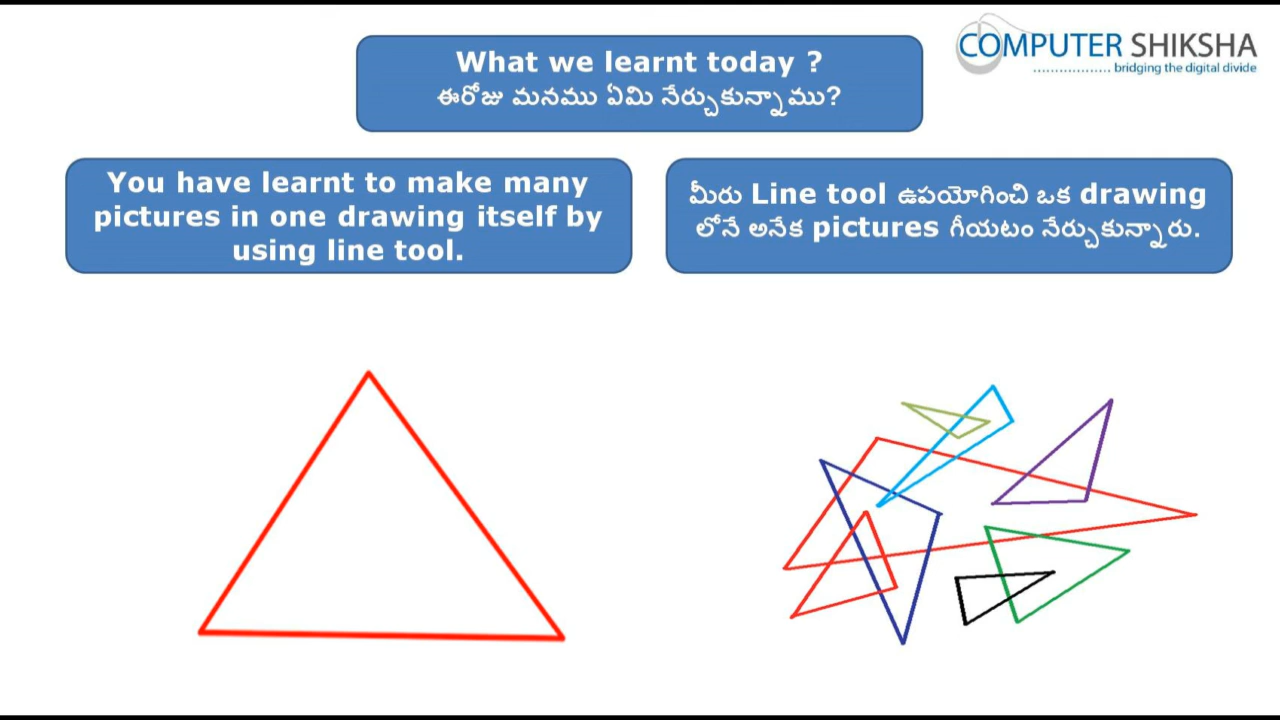 COMPUTER SHIKSHA
bridging the digital divide
What we learnt today ?
ఈరోజు మనము ఏమి నేర్చుకున్నాము?
You have learnt to make many
pictures in one drawing itself by
using line tool.
మీరు Line tool ఉపయోగించి ఒక drawing
లోనే అనేక pictures గీయటం నేర్చుకున్నారు.